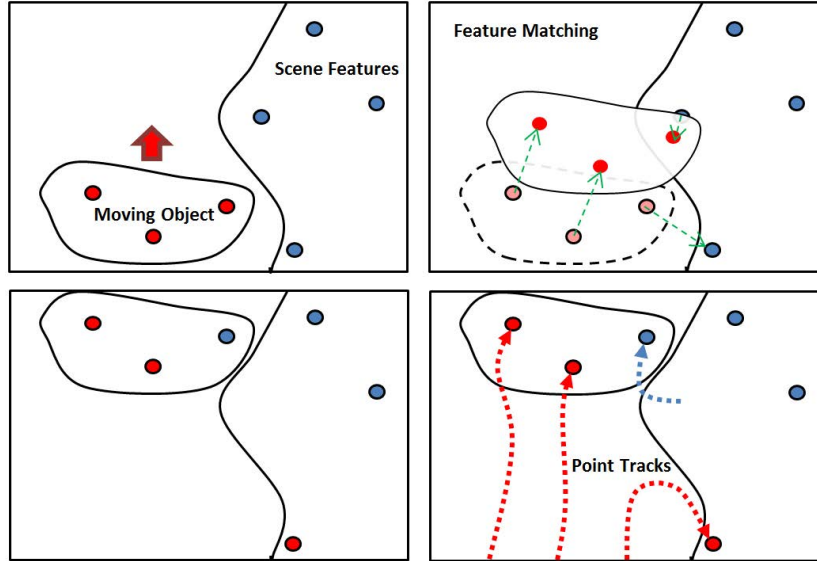 Scene Features
Moving Object
Feature Matching
Point Tracks